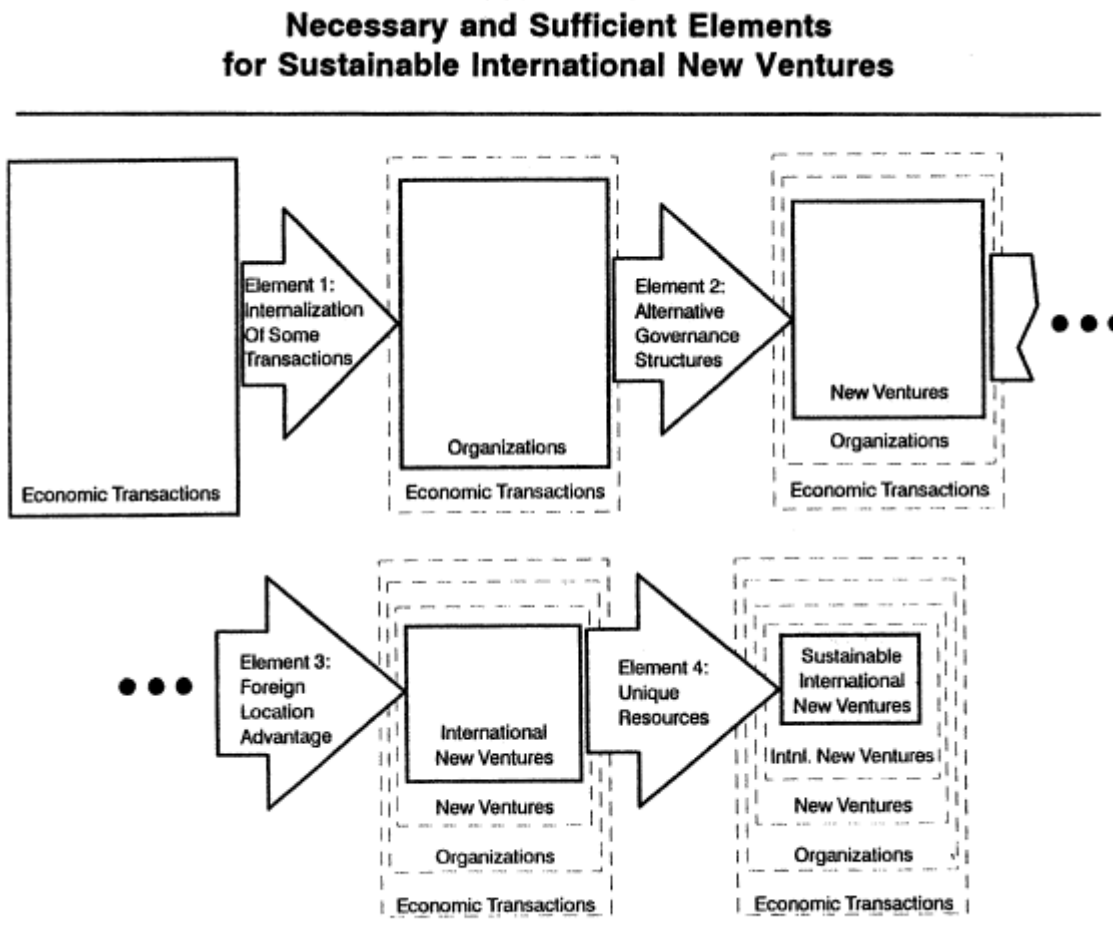 Necessary and Sufficient Elements
for Sustainable International New Ventures
Economic Transactions
Element 1:
Internalization
Of Some
Transactions
Organizations
Economic Transactions
Element 2:
Alternative
Governance
Structures
New Ventures
Organizations
Economic Transactions
Element 3:
Foreign
Location
Advantage
International
New Ventures
New Ventures
Organizations
Economic Transactions
Element 4:
Unique
Resources
Sustainable
International
New Ventures
Intnl. New Ventures
New Ventures
Organizations
Economic Transactions